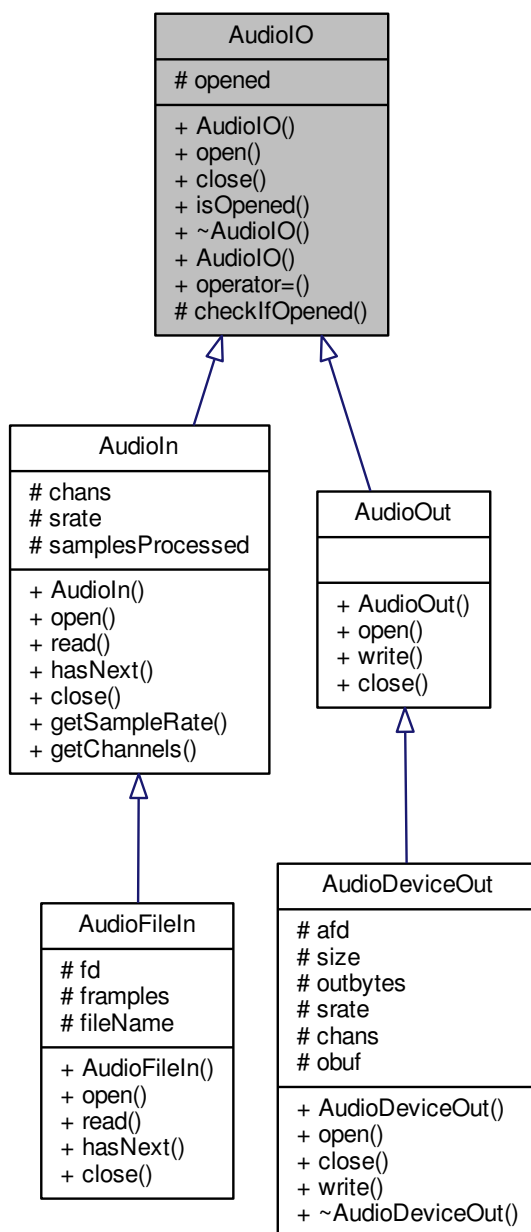 AudioIO
# opened
+ AudioIO()
+ open()
+ close()
+ isOpened()
+ ~AudioIO()
+ AudioIO()
+ operator=()
# checkIfOpened()
AudioIn
# chans
# srate
# samplesProcessed
+ AudioIn()
+ open()
+ read()
+ hasNext()
+ close()
+ getSampleRate()
+ getChannels()
AudioOut
+ AudioOut()
+ open()
+ write()
+ close()
AudioFileIn
# fd
# framples
# fileName
+ AudioFileIn()
+ open()
+ read()
+ hasNext()
+ close()
AudioDeviceOut
# afd
# size
# outbytes
# srate
# chans
# obuf
+ AudioDeviceOut()
+ open()
+ close()
+ write()
+ ~AudioDeviceOut()